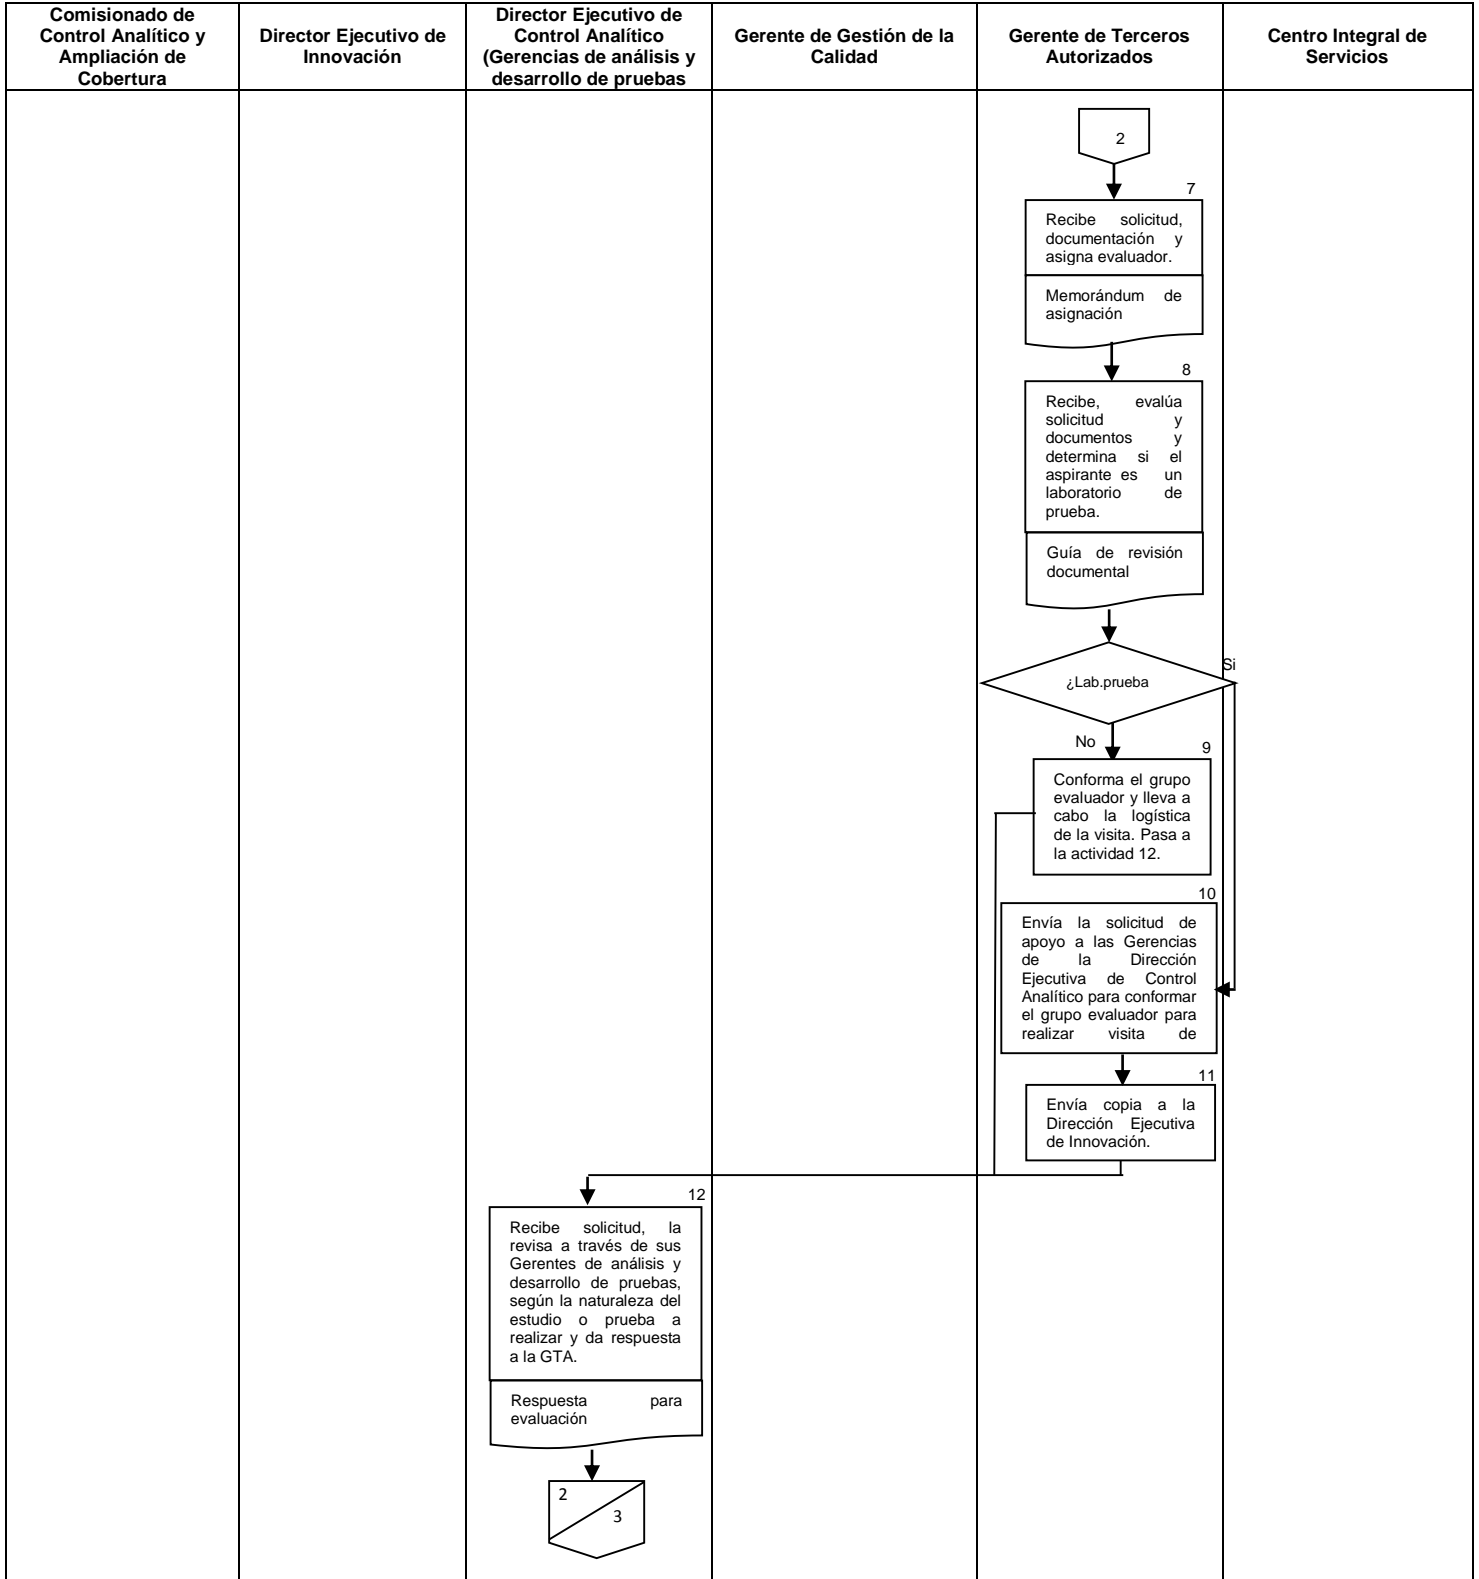 Comisionado de
Control Analítico y
Ampliación de
Cobertura
Director Ejecutivo de
Innovación
Director Ejecutivo de
Control Analítico
(Gerencias de análisis y
desarrollo de pruebas
Gerente de Gestión de la
Calidad
Gerente de Terceros
Autorizados
Centro Integral de
Servicios
2
7
Recibe solicitud,
documentación y
asigna evaluador.
Memorándum de
asignación
8
Recibe, evalúa
solicitud y
documentos y
determina si el
aspirante es un
laboratorio de
prueba.
Guía de revisión
documental
Si
¿Lab.prueba
No
9
Conforma el grupo
evaluador y lleva a
cabo la logística
de la visita. Pasa a
la actividad 12.
10
Envía la solicitud de
apoyo a las Gerencias
de la Dirección
Ejecutiva de Control
Analítico para conformar
el grupo evaluador para
realizar visita de
11
Envía copia a la
Dirección Ejecutiva
de Innovación.
12
Recibe solicitud, la
revisa a través de sus
Gerentes de análisis y
desarrollo de pruebas,
según la naturaleza del
estudio o prueba a
realizar y da respuesta
a la GTA.
Respuesta para
evaluación
2
3